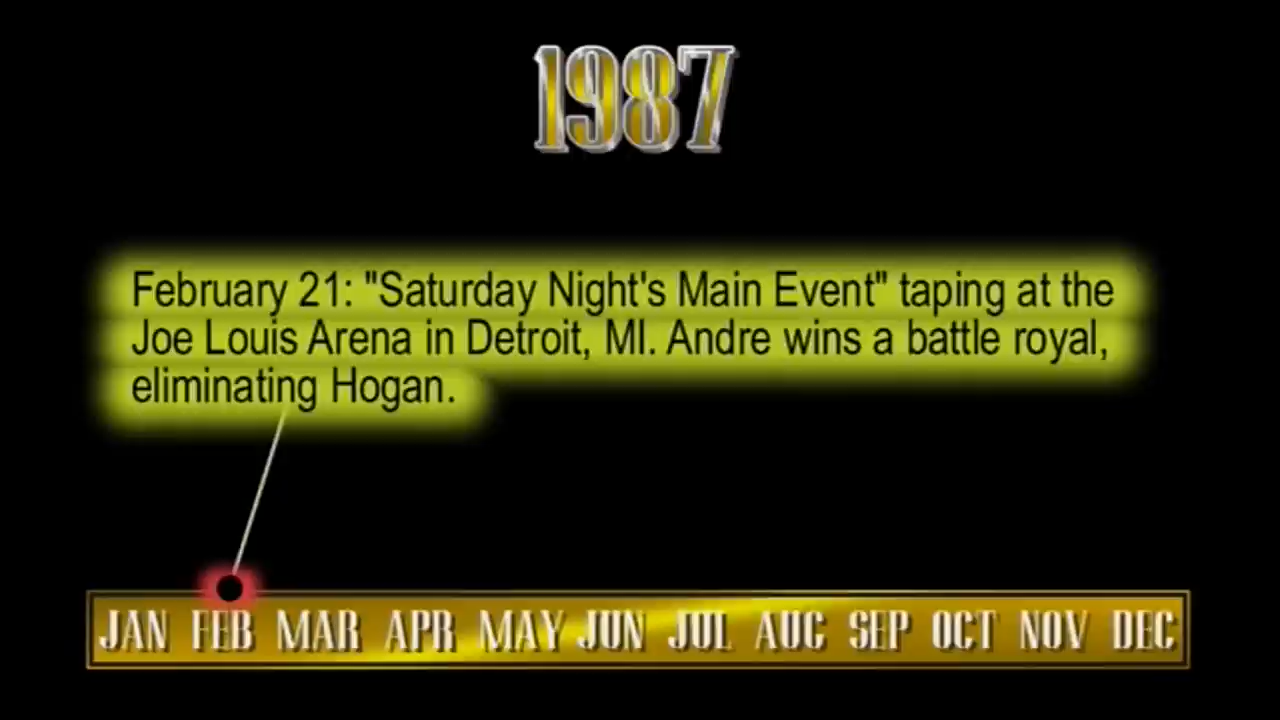 1987
February 21: "Saturday Night's Main Event" taping at the
Joe Louis Arena in Detroit, MI. Andre wins a battle royal,
eliminating Hogan.
JAN FEB MAR APR MAY JUN JUL AUG SEP OCT NOV DEC